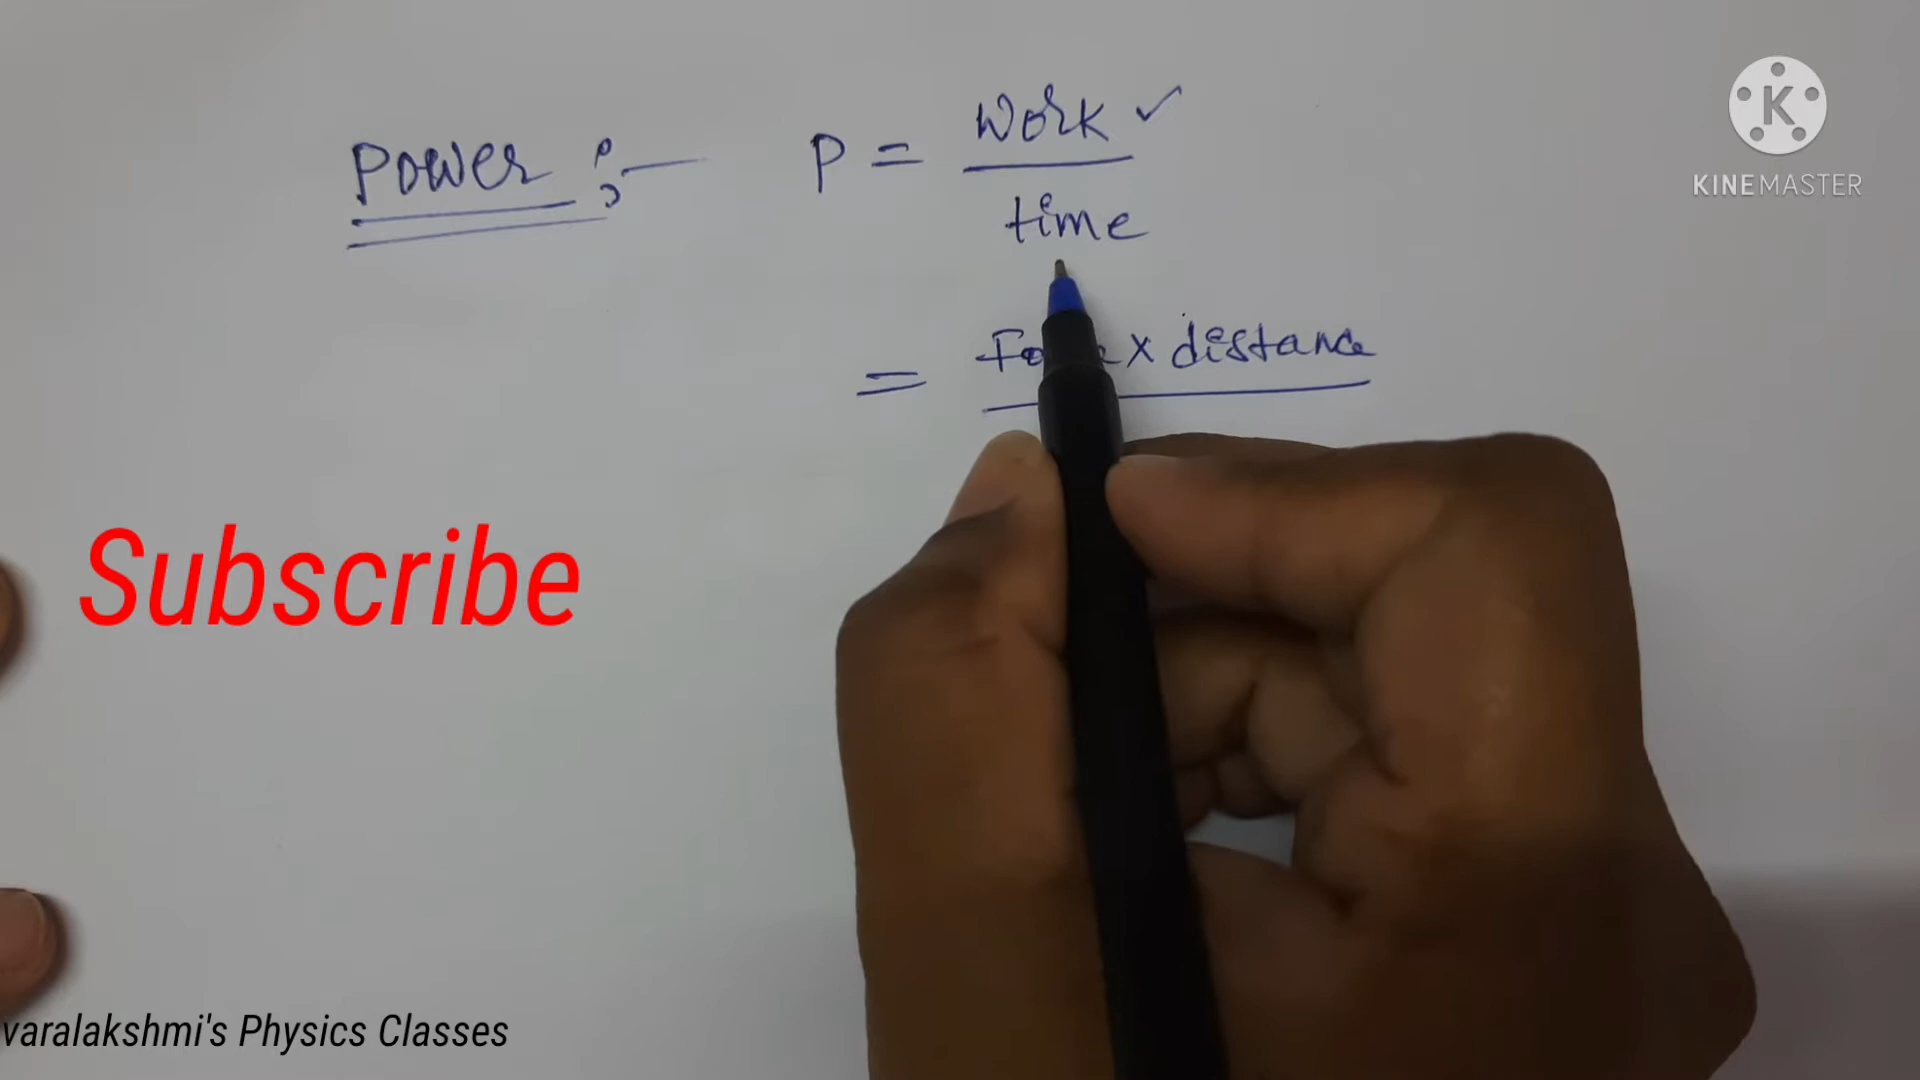 Power :- P = Work ✓
time
= x distance
Subscribe
varalakshmi's Physics Classes
K
KINEMASTER